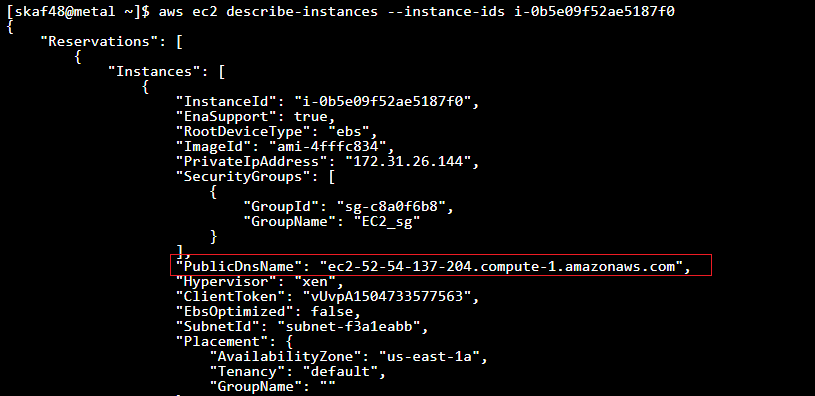 [skaf48@metal ~]$ aws ec2 describe-instances --instance-ids i-0b5e09f52ae5187f0
{
    "Reservations": [
        {
            "Instances": [
                {
                    "InstanceId": "i-0b5e09f52ae5187f0",
                    "EnaSupport": true,
                    "RootDeviceType": "ebs",
                    "ImageId": "ami-4fffc834",
                    "PrivateIpAddress": "172.31.26.144",
                    "SecurityGroups": [
                        {
                            "GroupId": "sg-c8a0f6b8",
                            "GroupName": "EC2_sg"
                        }
                    ],
                    "PublicDnsName": "ec2-52-54-137-204.compute-1.amazonaws.com",
                    "Hypervisor": "xen",
                    "ClientToken": "vUvpA1504733577563",
                    "EbsOptimized": false,
                    "SubnetId": "subnet-f3a1eabb",
                    "Placement": {
                        "AvailabilityZone": "us-east-1a",
                        "Tenancy": "default",
                        "GroupName": ""